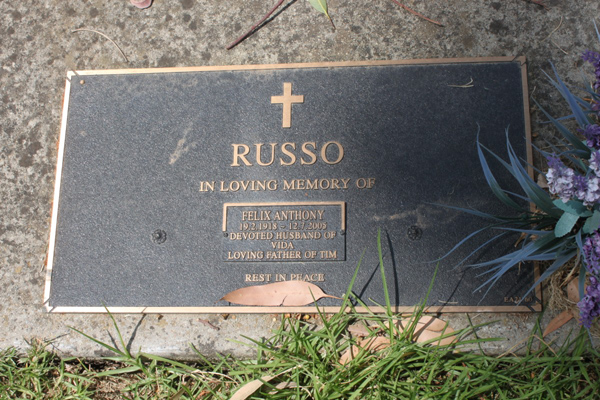 RUSSO
IN LOVING MEMORY OF
FELIX ANTHONY
19.2.1918 - 12.7.2005
DEVOTED HUSBAND OF
VIDA
LOVING FATHER OF TIM
REST IN PEACE